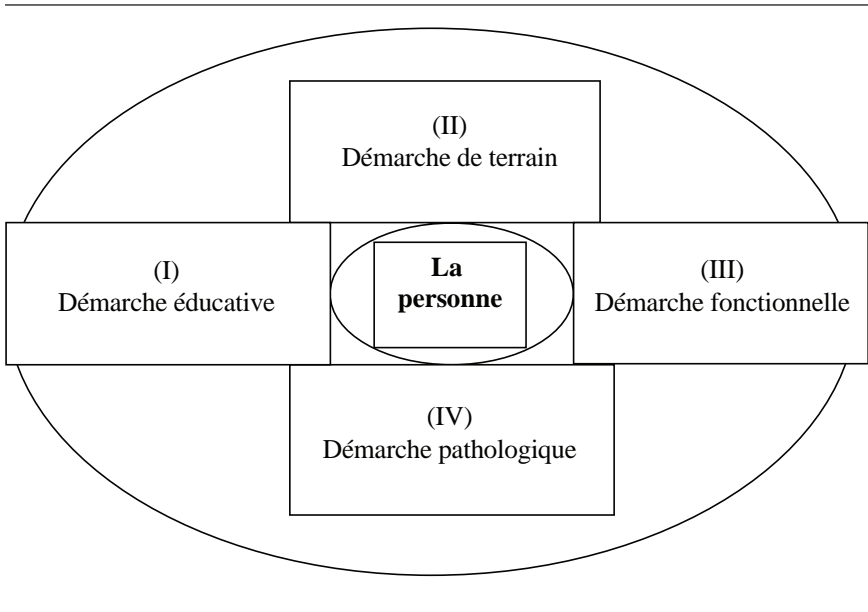 (II)
Démarche de terrain
(I)
Démarche éducative
La
personne
(III)
Démarche fonctionnelle
(IV)
Démarche pathologique